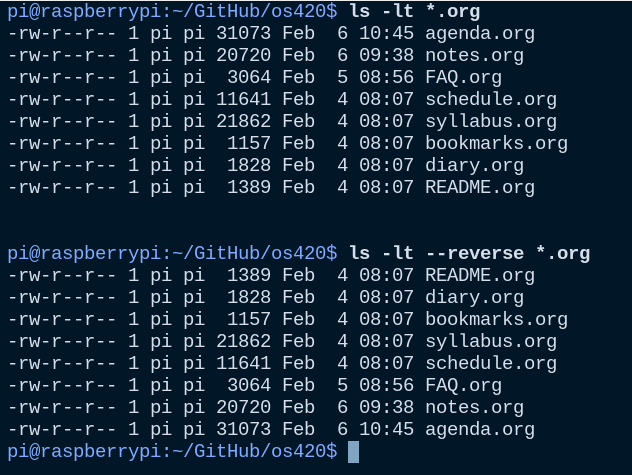 pi@raspberrypi:~/GitHub/os420$ ls -lt *.org
-rw-r--r-- 1 pi pi 31073 Feb  6 10:45 agenda.org
-rw-r--r-- 1 pi pi 20720 Feb  6 09:38 notes.org
-rw-r--r-- 1 pi pi  3064 Feb  5 08:56 FAQ.org
-rw-r--r-- 1 pi pi 11641 Feb  4 08:07 schedule.org
-rw-r--r-- 1 pi pi 21862 Feb  4 08:07 syllabus.org
-rw-r--r-- 1 pi pi  1157 Feb  4 08:07 bookmarks.org
-rw-r--r-- 1 pi pi  1828 Feb  4 08:07 diary.org
-rw-r--r-- 1 pi pi  1389 Feb  4 08:07 README.org
pi@raspberrypi:~/GitHub/os420$ ls -lt --reverse *.org
-rw-r--r-- 1 pi pi  1389 Feb  4 08:07 README.org
-rw-r--r-- 1 pi pi  1828 Feb  4 08:07 diary.org
-rw-r--r-- 1 pi pi  1157 Feb  4 08:07 bookmarks.org
-rw-r--r-- 1 pi pi 21862 Feb  4 08:07 syllabus.org
-rw-r--r-- 1 pi pi 11641 Feb  4 08:07 schedule.org
-rw-r--r-- 1 pi pi  3064 Feb  5 08:56 FAQ.org
-rw-r--r-- 1 pi pi 20720 Feb  6 09:38 notes.org
-rw-r--r-- 1 pi pi 31073 Feb  6 10:45 agenda.org
pi@raspberrypi:~/GitHub/os420$